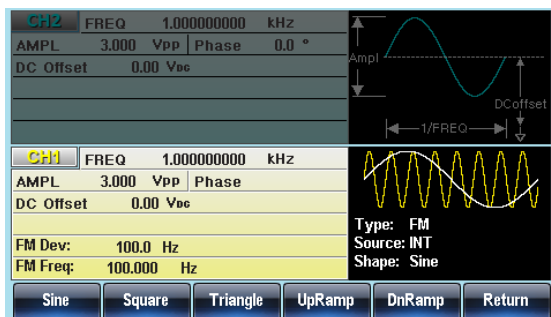 CH2 FREQ 1.000000000 kHz
AMPL 3.000 Vpp Phase 0.0 °
DC Offset 0.00 VDC
Ampl
DCoffset
1/FREQ
CH1 FREQ 1.000000000 kHz
AMPL 3.000 Vpp Phase
DC Offset 0.00 VDC
Type: FM
FM Dev: 100.0 Hz
Source: INT
FM Freq: 100.000 Hz
Shape: Sine
Sine Square Triangle UpRamp DnRamp Return